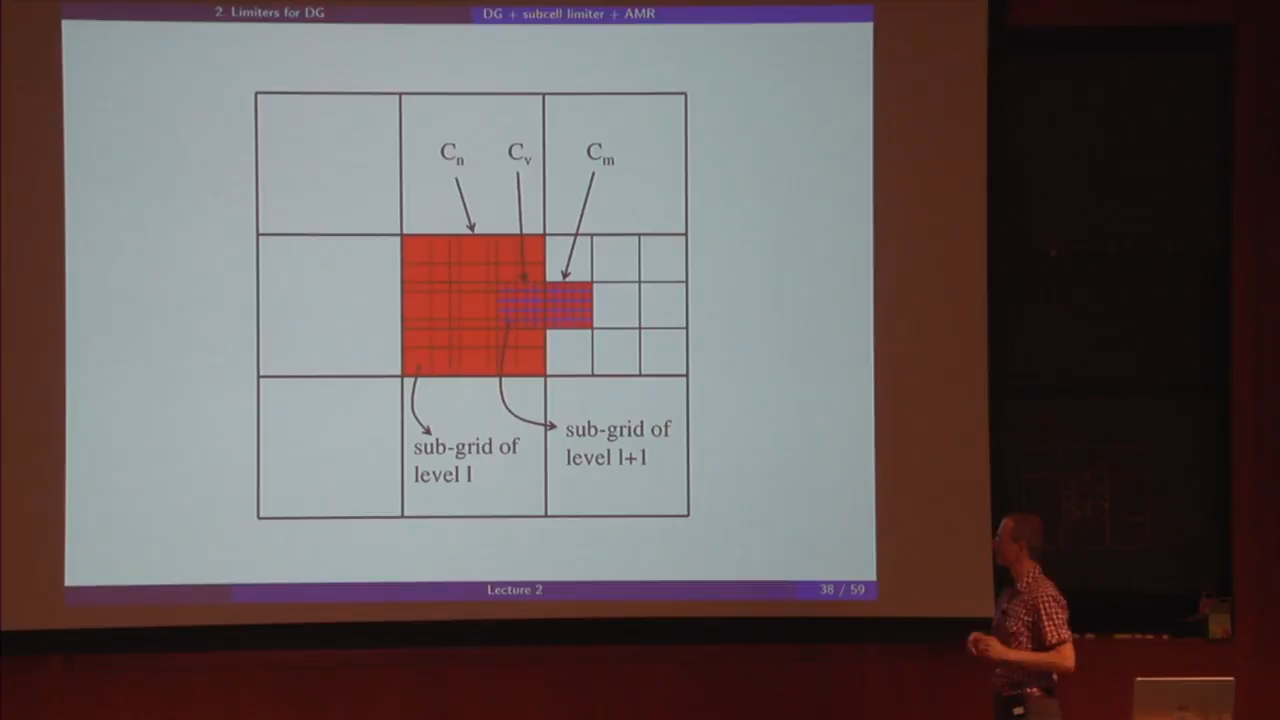 2. Limiters for DG
DG + subcell limiter + AMR
Cn
Cv
Cm
sub-grid of
level l
sub-grid of
level l+1
Lecture 2
38 / 59